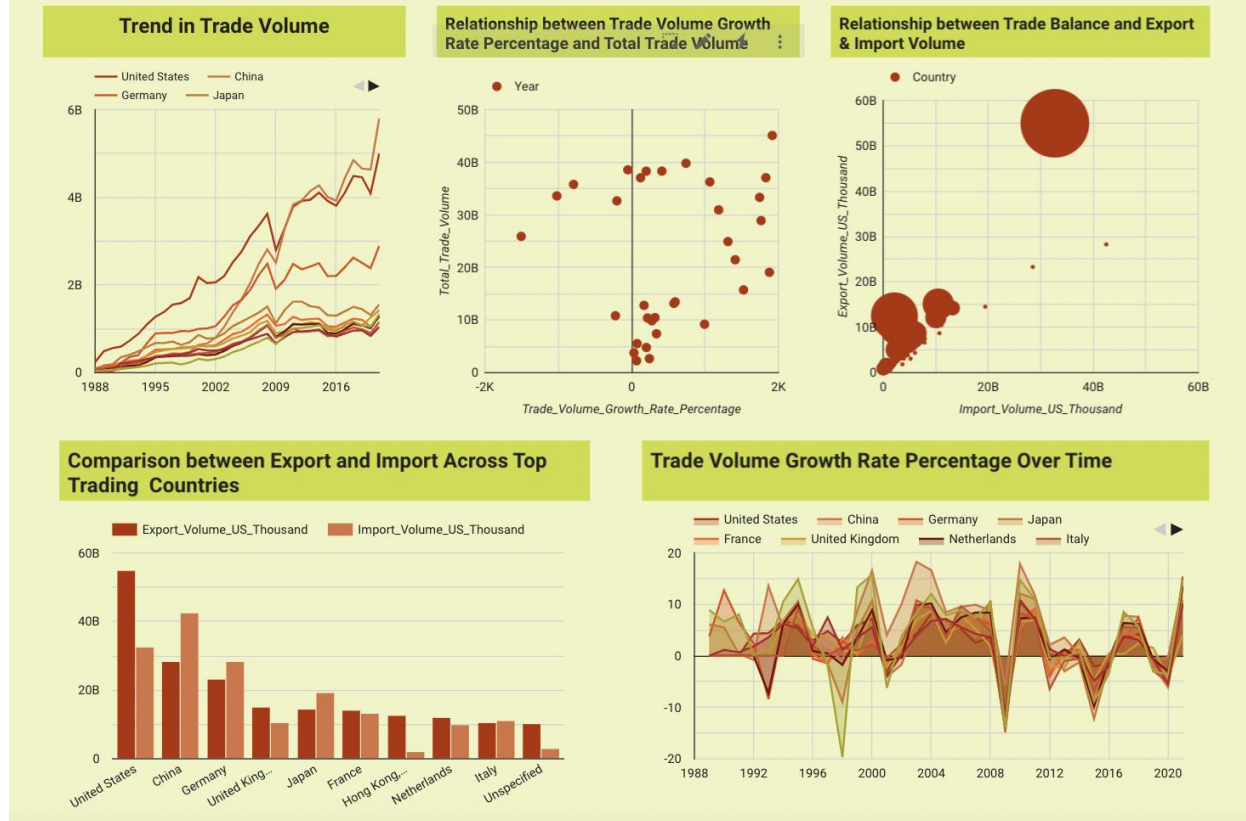 Trend in Trade Volume
United States
China
Germany
Japan
6B
4B
2B
0
1988
1995
2002
2009
2016
Relationship between Trade Volume Growth
Rate Percentage and Total Trade Volume
Year
50B
40B
30B
20B
10B
0
Total_Trade_Volume
-2K
0
2K
Trade_Volume_Growth_Rate_Percentage
Relationship between Trade Balance and Export
& Import Volume
Country
60B
50B
40B
30B
20B
10B
0
Export_Volume_US_Thousand
0
20B
40B
60B
Import_Volume_US_Thousand
Comparison between Export and Import Across Top
Trading Countries
Export_Volume_US_Thousand
Import_Volume_US_Thousand
60B
40B
20B
0
United States
China
Germany
United King...
Japan
France
Hong Kong,...
Netherlands
Italy
Unspecified
Trade Volume Growth Rate Percentage Over Time
United States
China
Germany
Japan
France
United Kingdom
Netherlands
Italy
20
10
0
-10
-20
1988
1992
1996
2000
2004
2008
2012
2016
2020